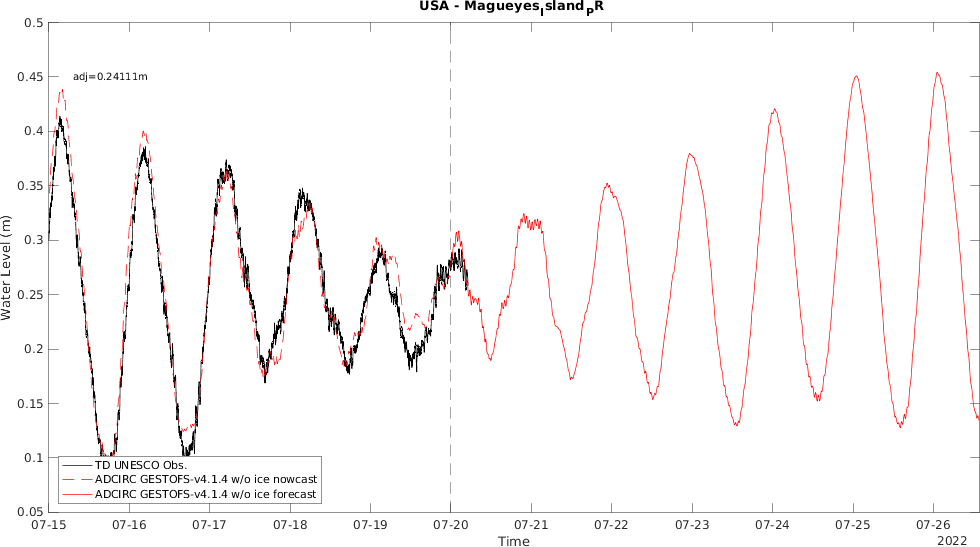 USA - Magueyes_Island_PR
0.5
0.45
0.4
0.35
0.3
0.25
0.2
0.15
0.1
0.05
adj=0.24111m
Water Level (m)
TD UNESCO Obs.
ADCIRC GESTOFS-v4.1.4 w/o ice nowcast
ADCIRC GESTOFS-v4.1.4 w/o ice forecast
07-15 07-16 07-17 07-18 07-19 07-20 07-21 07-22 07-23 07-24 07-25 07-26
Time
2022